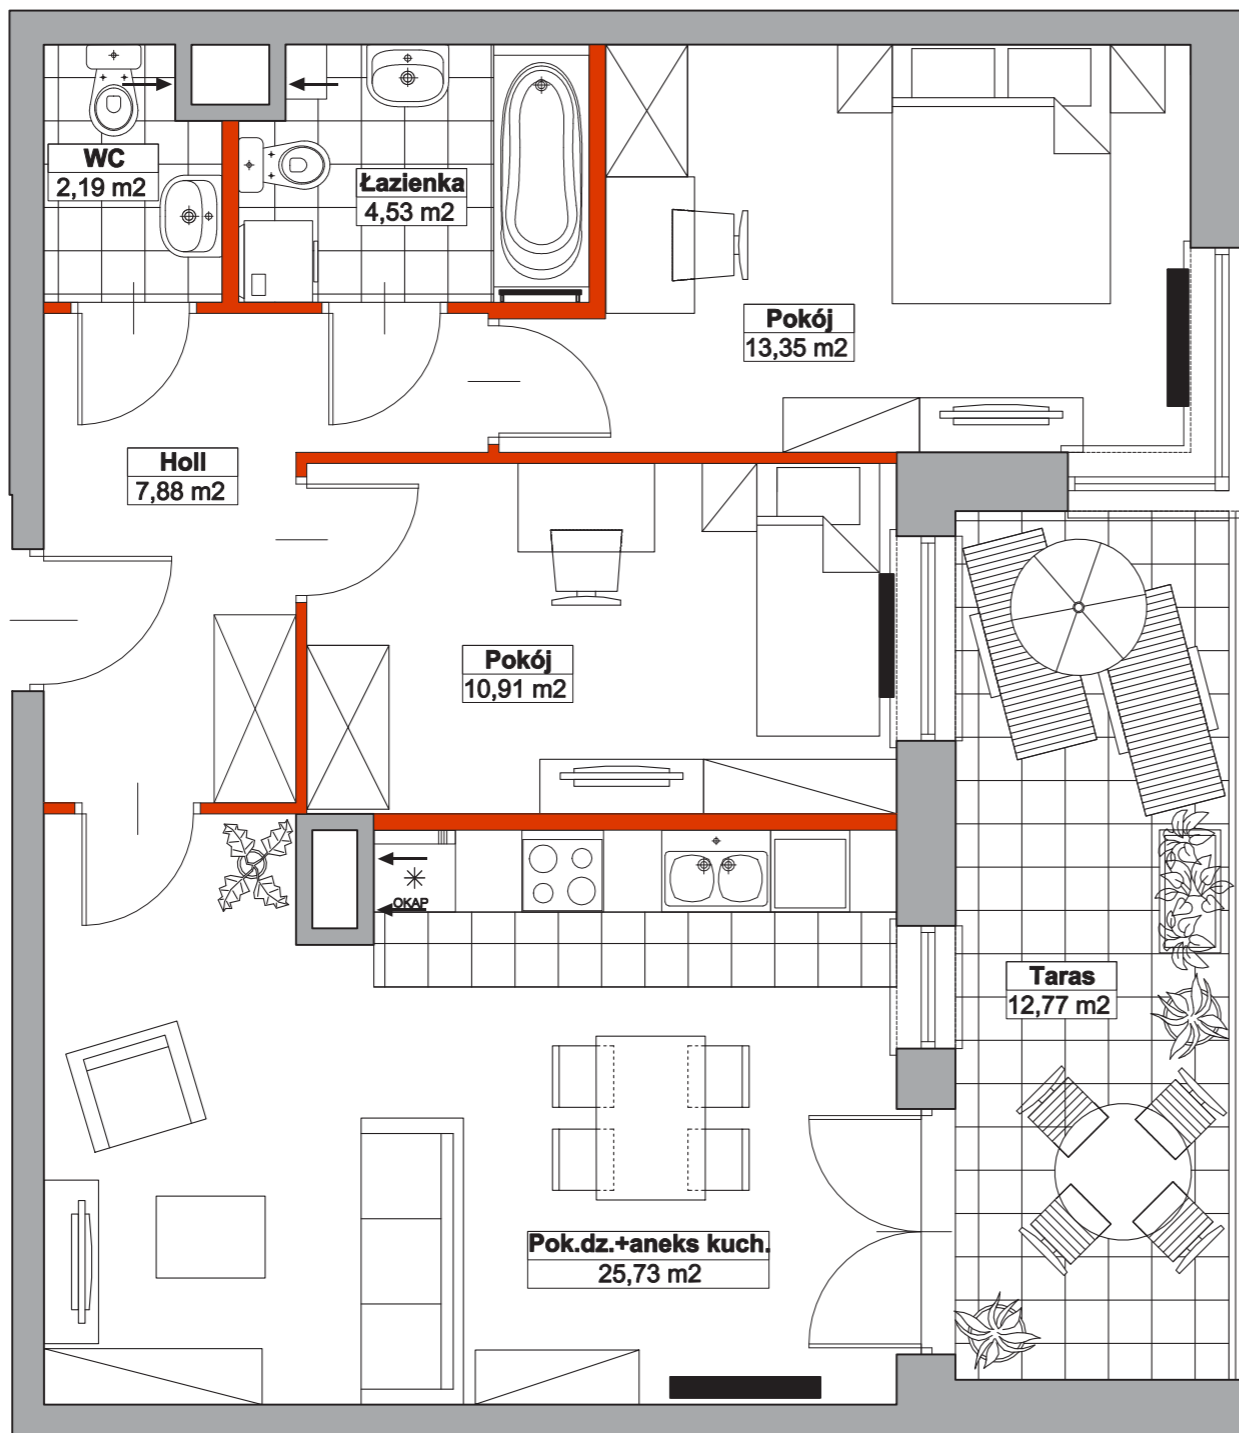 WC
2,19 m2
Łazienka
4,53 m2
Pokój
13,35 m2
Holl
7,88 m2
Pokój
10,91 m2
OKAP
Taras
12,77 m2
Pok.dz.+aneks kuch.
25,73 m2